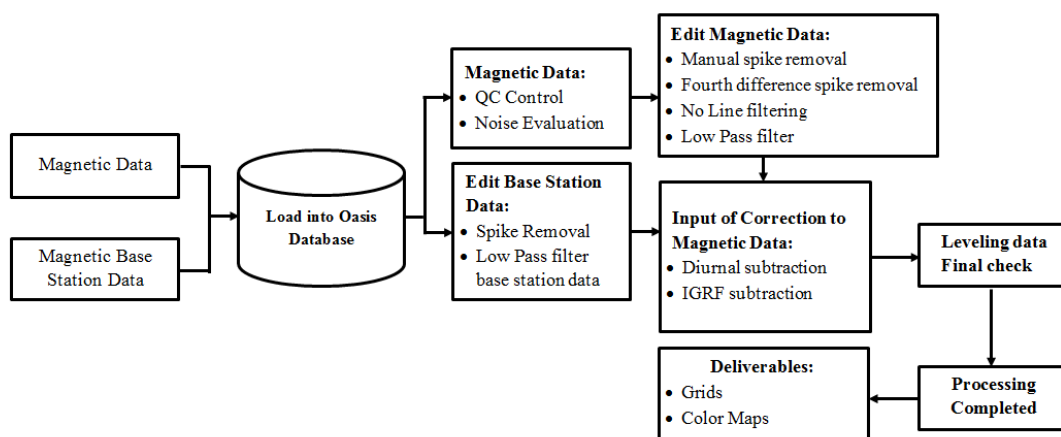 Magnetic Data
Magnetic Base
Station Data
Load into Oasis
Database
Magnetic Data:
• QC Control
• Noise Evaluation
Edit Base Station
Data:
• Spike Removal
• Low Pass filter
base station data
Edit Magnetic Data:
• Manual spike removal
• Fourth difference spike removal
• No Line filtering
• Low Pass filter
Input of Correction to
Magnetic Data:
• Diurnal subtraction
• IGRF subtraction
Leveling data
Final check
Processing
Completed
Deliverables:
• Grids
• Color Maps